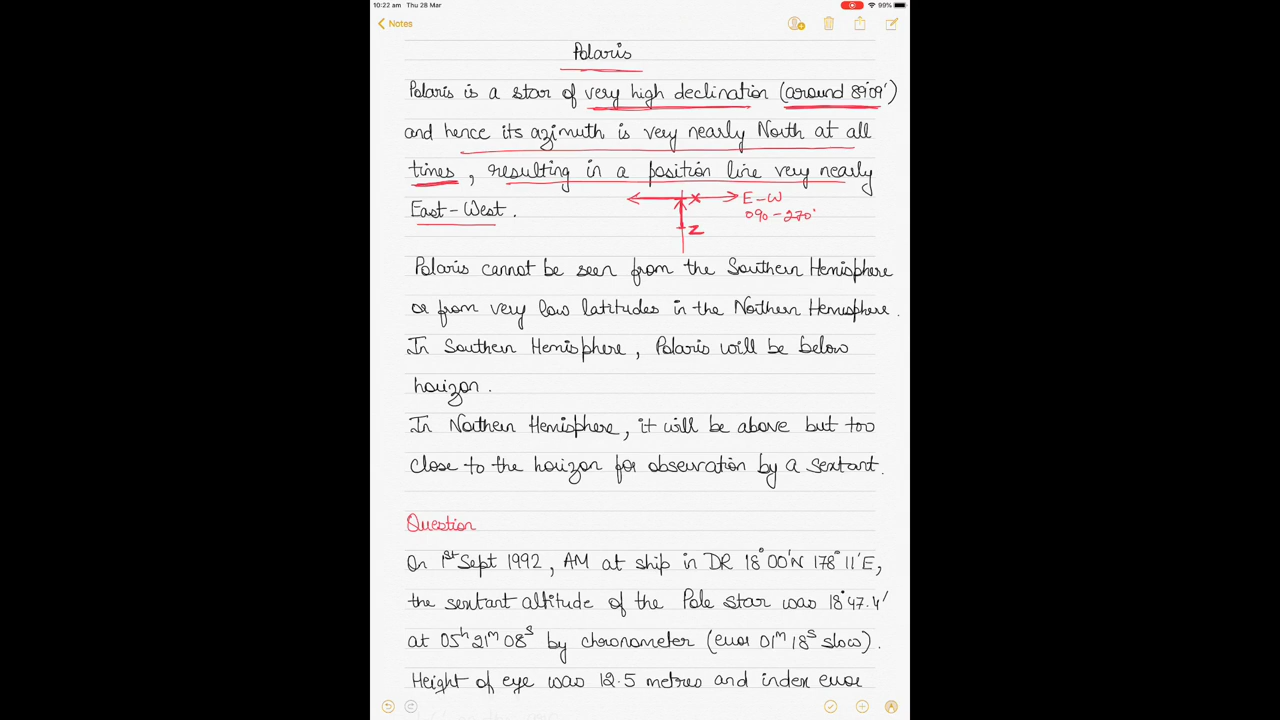 10:22 am Thu 28 Mar
99%
Notes
Polaris
Polaris is a star of very high declination (around 89°09')
and hence its azimuth is very nearly North at all
times, resulting in a position line very nearly
East-West.
X E-W
090-270°
Z
Polaris cannot be seen from the Southern Hemisphere
or from very low latitudes in the Northern Hemisphere.
In Southern Hemisphere, Polaris will be below
horizon.
In Northern Hemisphere, it will be above but too
close to the horizon for observation by a sextant.
Question
On 1st Sept 1992, AM at ship in DR 18°00'N 178°11'E,
the sextant altitude of the Pole star was 18°47.4'
at 05h 21m 08s by chronometer (error 01m 18s slow).
Height of eye was 12.5 metres and index error